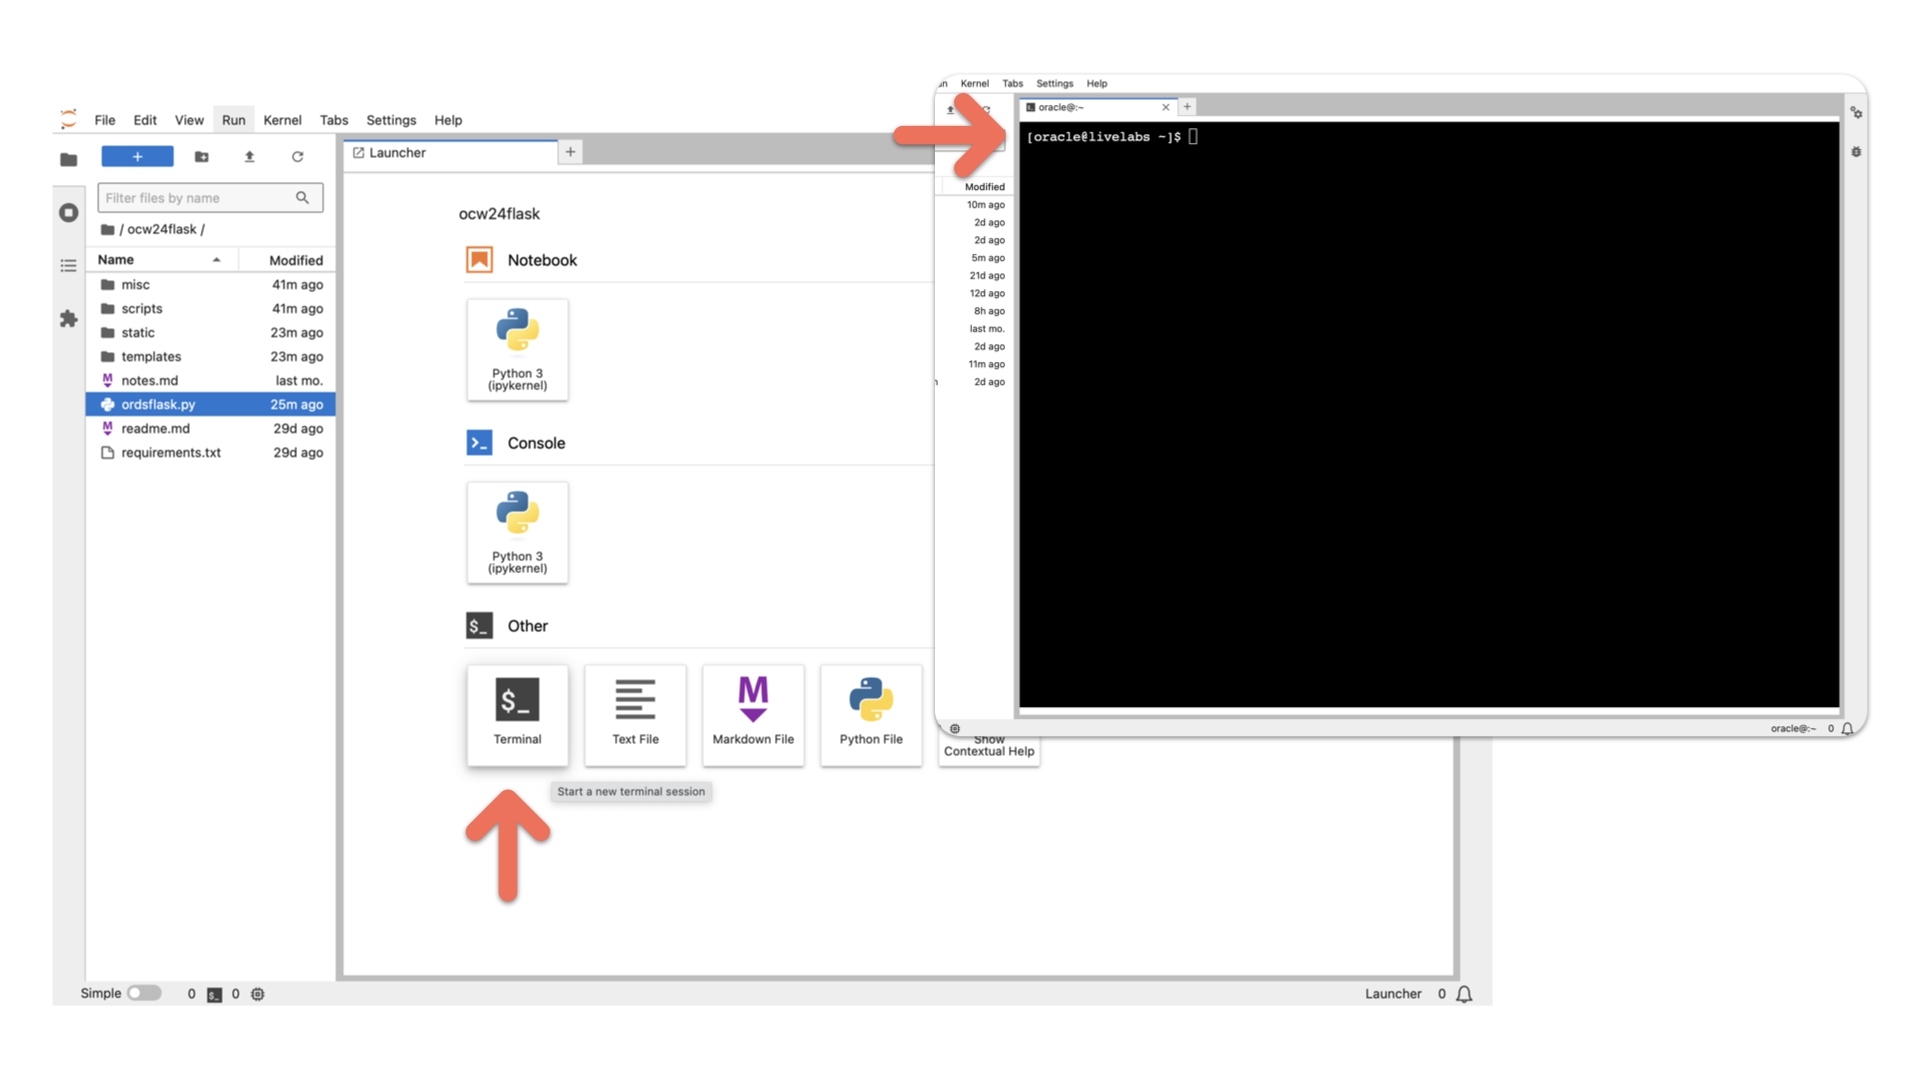 File Edit View Run Kernel Tabs Settings Help
+
Filter files by name
/ ocw24flask /
Name Modified
misc 41m ago
scripts 41m ago
static 23m ago
templates 23m ago
notes.md last mo.
ordsflask.py 25m ago
readme.md 29d ago
requirements.txt 29d ago
Launcher +
ocw24flask
Notebook
Python 3
(ipykernel)
Console
Python 3
(ipykernel)
$_ Other
$_
Terminal
Text File
M
Markdown File
Python File
Show
Contextual Help
Start a new terminal session
Simple 0 $_ 0
Launcher 0
Kernel Tabs Settings Help
oracle@:~ × +
[oracle@livelabs ~]$
Modified
10m ago
2d ago
2d ago
5m ago
21d ago
12d ago
8h ago
last mo.
2d ago
11m ago
2d ago
oracle@:~ 0